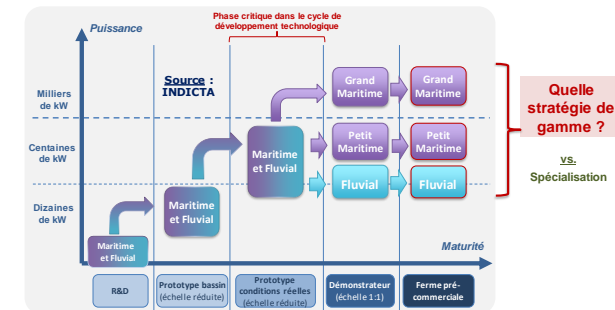 Phase critique dans le cycle de
développement technologique
Puissance
Source :
INDICTA
Milliers
de kW
Centaines
de kW
Dizaines
de kW
Grand
Maritime
Grand
Maritime
Petit
Maritime
Petit
Maritime
Fluvial
Fluvial
Maritime
et Fluvial
Maritime
et Fluvial
Maritime
et Fluvial
Maturité
R&D
Prototype bassin
(échelle réduite)
Prototype
conditions réelles
(échelle réduite)
Démonstrateur
(échelle 1:1)
Ferme pré-
commerciale
Quelle
stratégie de
gamme ?
vs.
Spécialisation